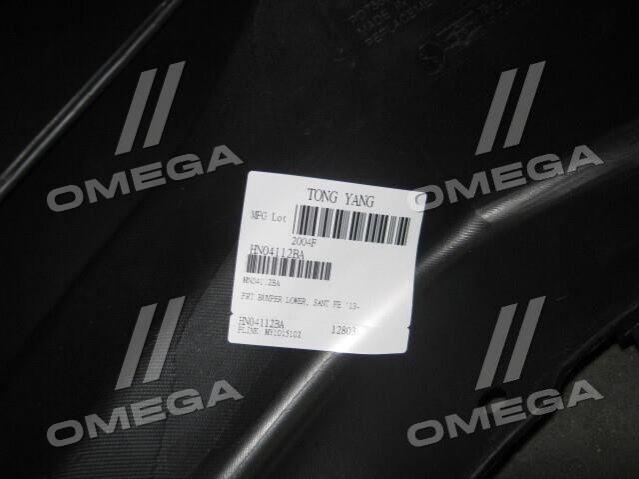 OMEGA
OMEGA
TONG YANG
MFG Lot
2004F
HN04112BA
HN04112BA
FRT BUMPER LOWER, SANT FE '13-
HN04112BA 12803
PLINK
OMEGA
OMEGA